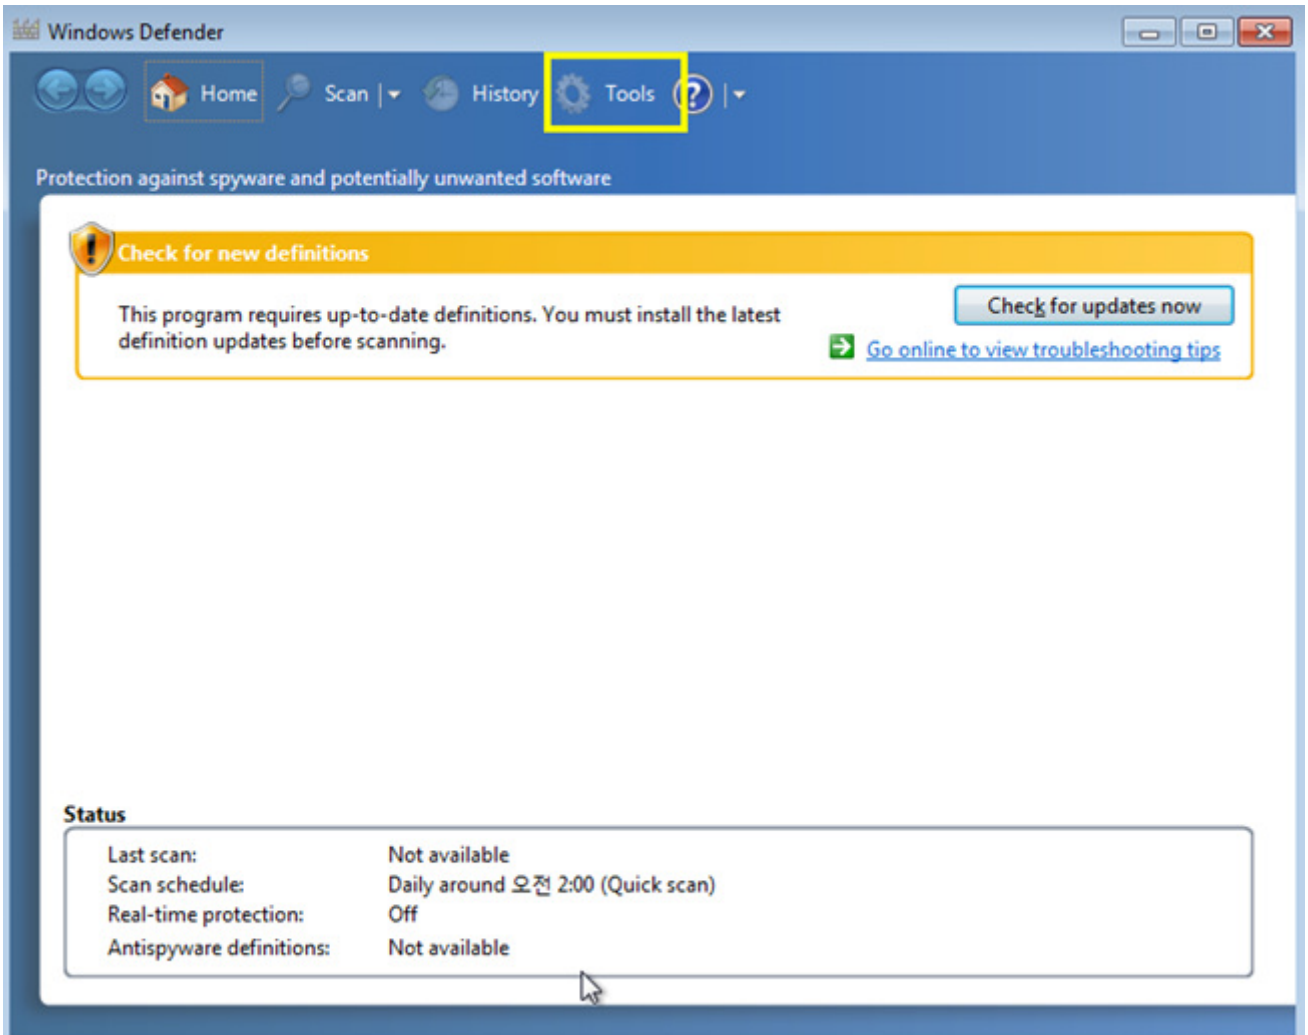 Windows Defender
Home Scan History Tools ?
Protection against spyware and potentially unwanted software
Check for new definitions
This program requires up-to-date definitions. You must install the latest
definition updates before scanning.
Check for updates now
Go online to view troubleshooting tips
Status
Last scan: Not available
Scan schedule: Daily around 오전 2:00 (Quick scan)
Real-time protection: Off
Antispyware definitions: Not available